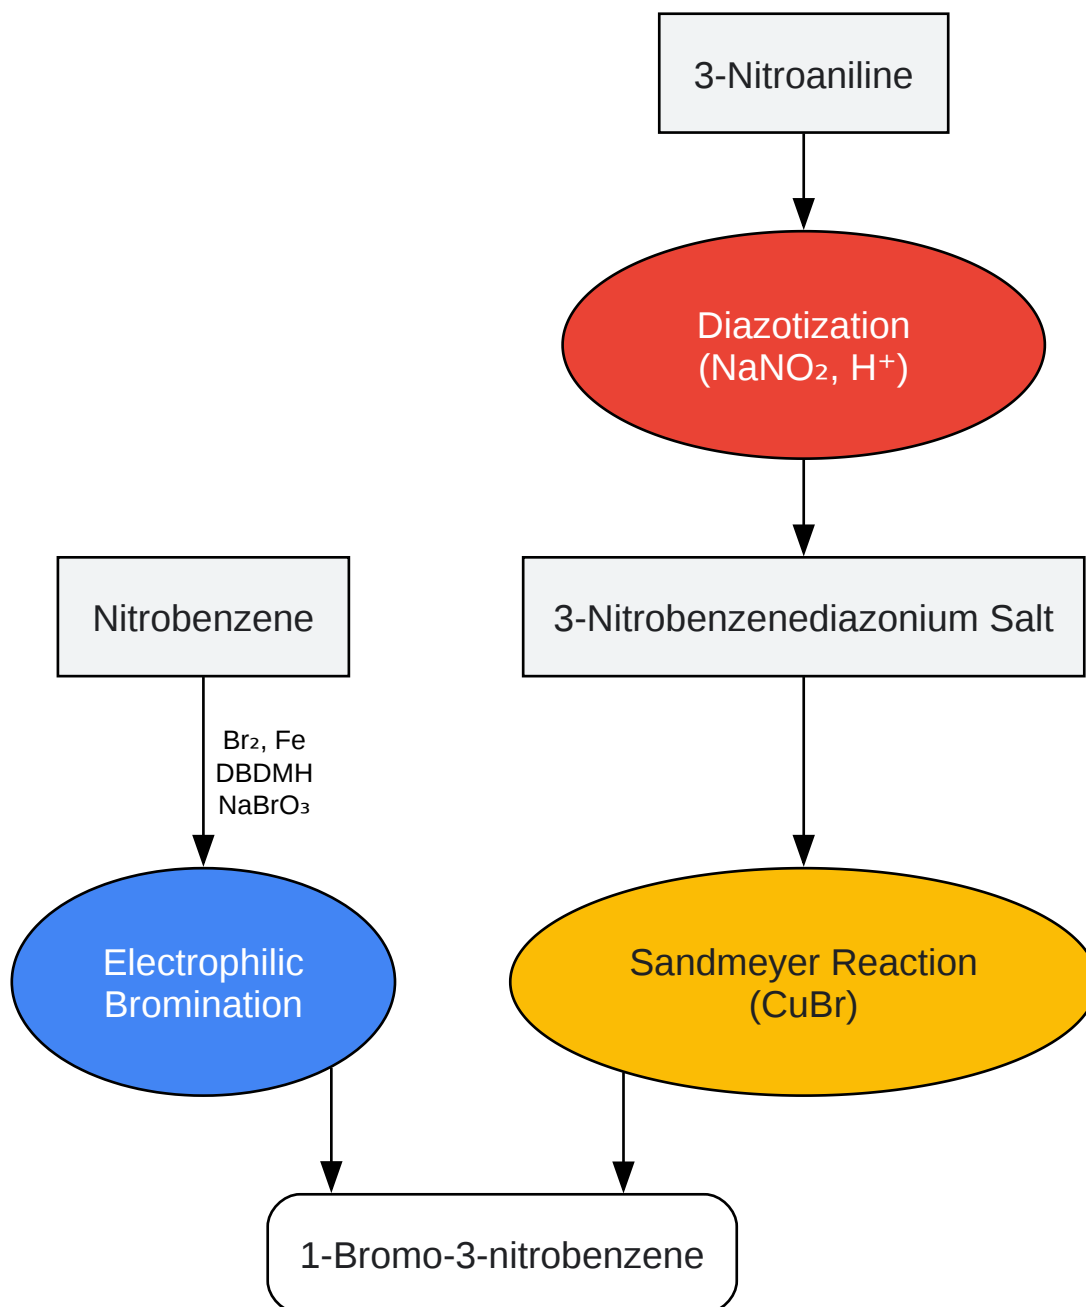 3-Nitroaniline
Diazotization
(NaNO₂, H⁺)
Nitrobenzene
3-Nitrobenzenediazonium Salt
Br₂, Fe
DBDMH
NaBrO₃
Electrophilic
Bromination
Sandmeyer Reaction
(CuBr)
1-Bromo-3-nitrobenzene